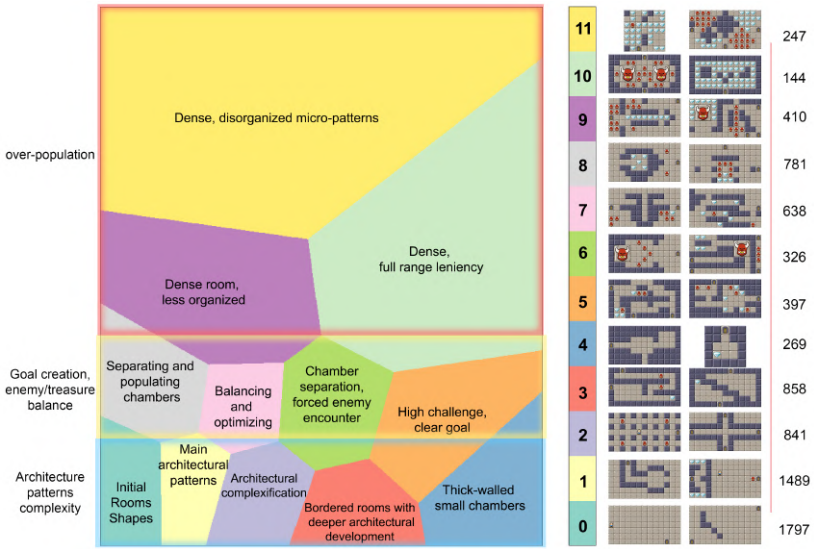 over-population
Dense, disorganized micro-patterns
Dense,
full range leniency
Dense room,
less organized
Goal creation,
enemy/treasure
balance
Separating and
populating
chambers
Balancing
and
optimizing
Chamber
separation,
forced enemy
encounter
High challenge,
clear goal
Architecture
patterns
complexity
Initial
Rooms
Shapes
Main
architectural
patterns
Architectural
complexification
Bordered rooms with
deeper architectural
development
Thick-walled
small chambers
11 247
10 144
9 410
8 781
7 638
6 326
5 397
4 269
3 858
2 841
1 1489
0 1797